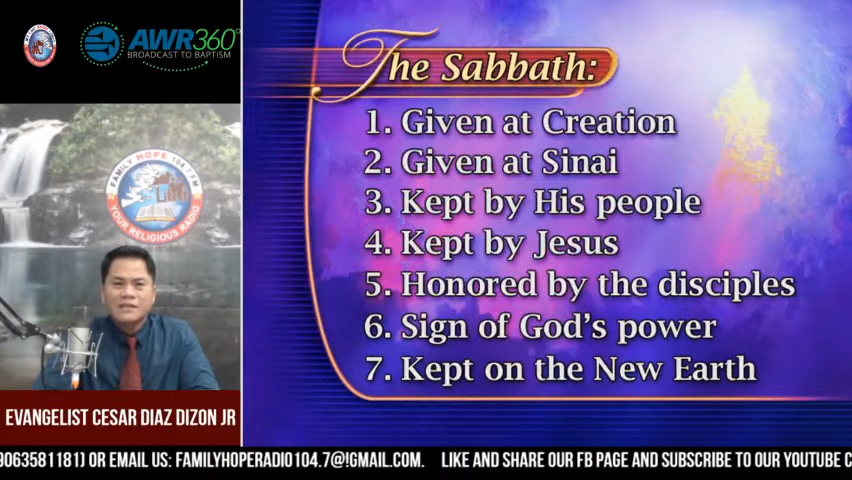 AWR360°
BROADCAST TO BAPTISM
FAMILY HOPE 104.7 FM
YOUR RELIGIOUS RADIO
EVANGELIST CESAR DIAZ DIZON JR
The Sabbath:
1. Given at Creation
2. Given at Sinai
3. Kept by His people
4. Kept by Jesus
5. Honored by the disciples
6. Sign of God's power
7. Kept on the New Earth
9063581181) OR EMAIL US: FAMILYHOPERADIO104.7@!GMAIL.COM. LIKE AND SHARE OUR FB PAGE AND SUBSCRIBE TO OUR YOUTUBE C